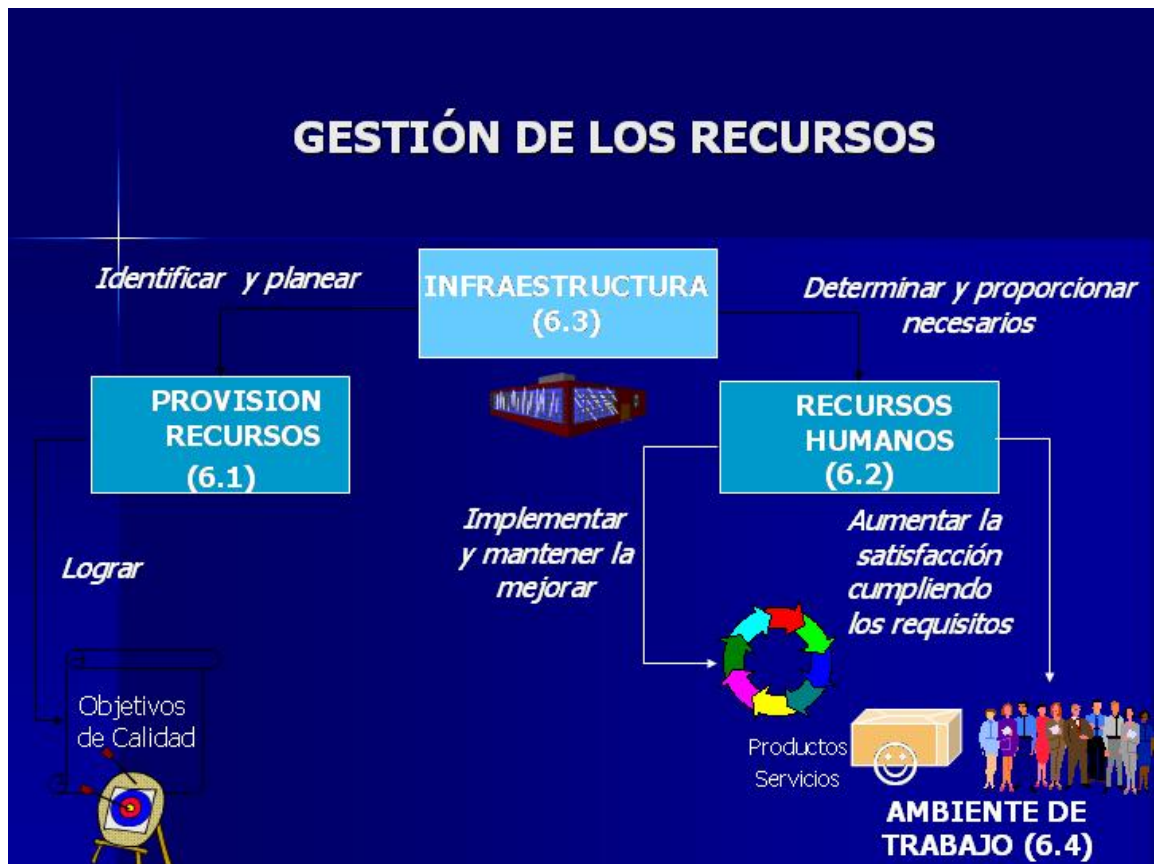 GESTIÓN DE LOS RECURSOS
Identificar y planear
INFRAESTRUCTURA
(6.3)
Determinar y proporcionar
necesarios
PROVISION
RECURSOS
(6.1)
RECURSOS
HUMANOS
(6.2)
Lograr
Implementar
y mantener la
mejorar
Aumentar la
satisfacción
cumpliendo
los requisitos
Objetivos
de Calidad
Productos
Servicios
AMBIENTE DE
TRABAJO (6.4)